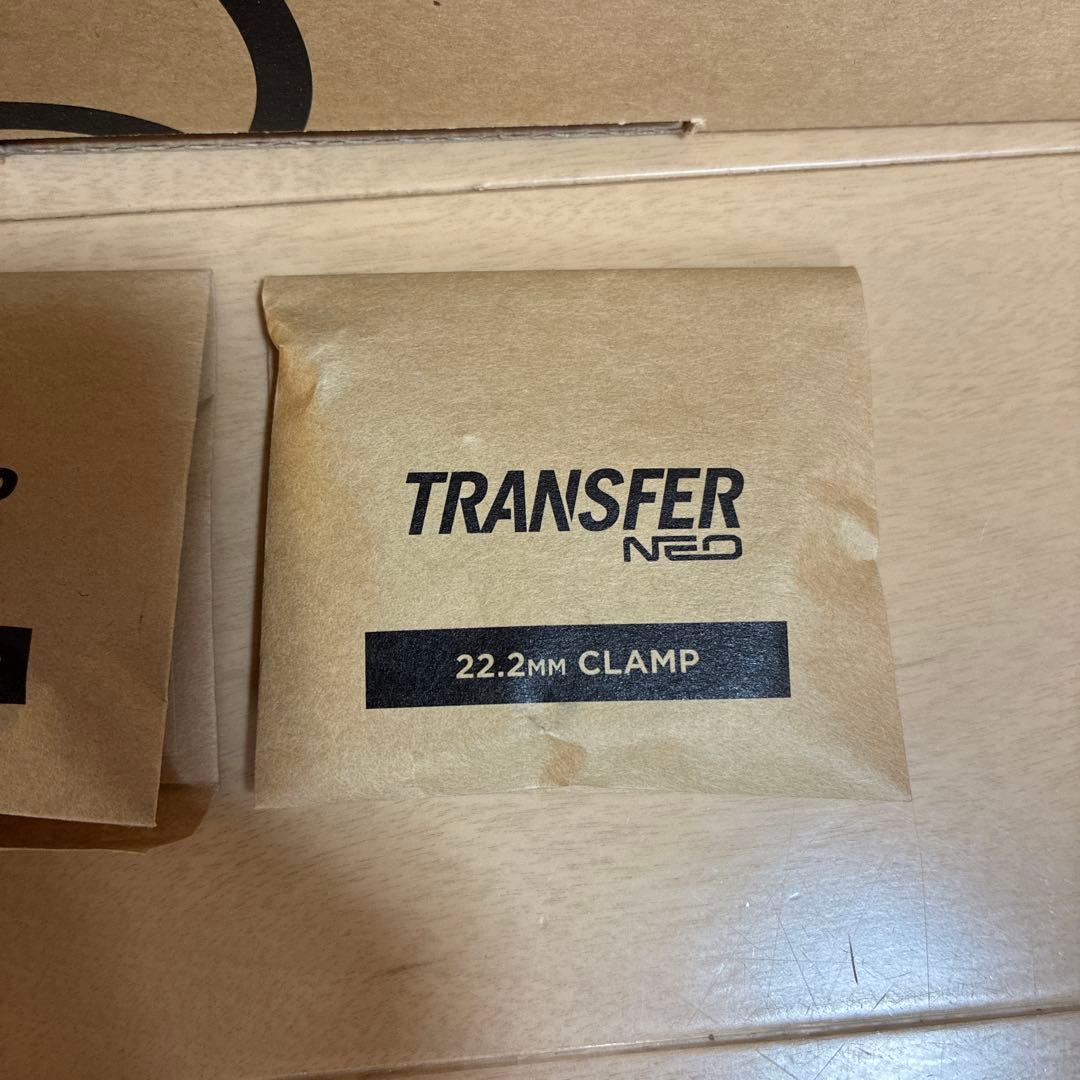 TRANSFER
NEO
22.2MM CLAMP